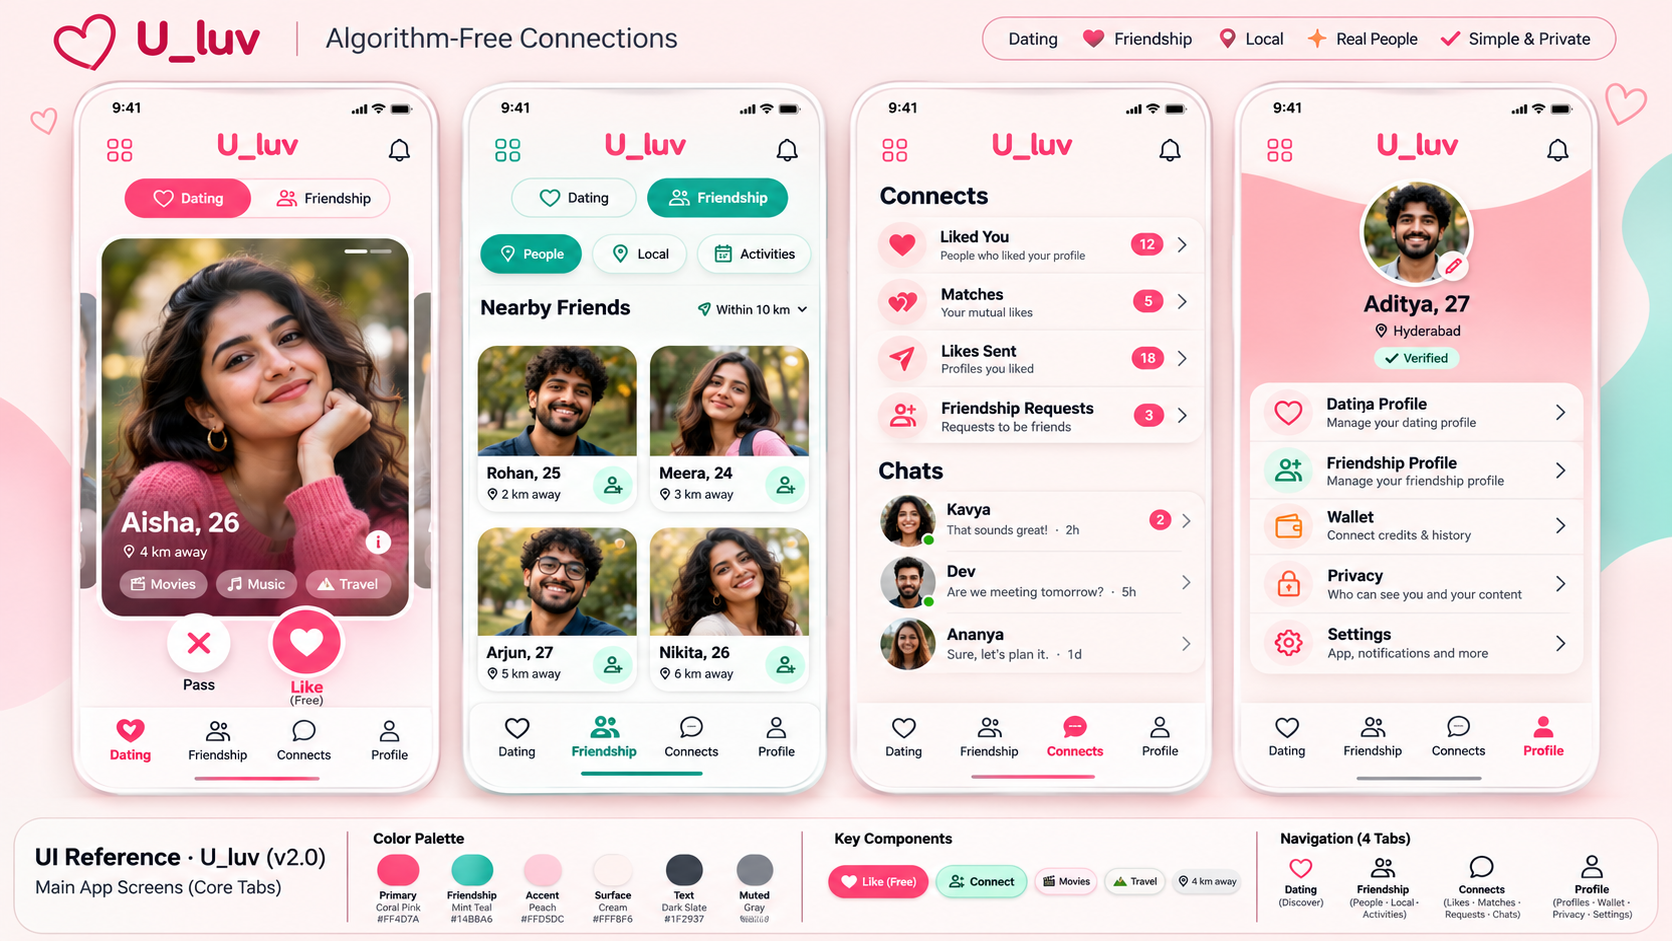 U_luv
Algorithm-Free Connections
Dating Friendship Local Real People Simple & Private
9:41
U_luv
Dating Friendship
Aisha, 26
4 km away
Movies Music Travel
Pass
Like
(Free)
Dating Friendship Connects Profile
9:41
U_luv
Dating Friendship
People Local Activities
Nearby Friends
Within 10 km
Rohan, 25
2 km away
Meera, 24
3 km away
Arjun, 27
5 km away
Nikita, 26
6 km away
Dating Friendship Connects Profile
9:41
U_luv
Connects
Liked You
People who liked your profile
12
Matches
Your mutual likes
5
Likes Sent
Profiles you liked
18
Friendship Requests
Requests to be friends
3
Chats
Kavya
That sounds great! · 2h
2
Dev
Are we meeting tomorrow? · 5h
Ananya
Sure, let's plan it. · 1d
Dating Friendship Connects Profile
9:41
U_luv
Aditya, 27
Hyderabad
Verified
Dating Profile
Manage your dating profile
Friendship Profile
Manage your friendship profile
Wallet
Connect credits & history
Privacy
Who can see you and your content
Settings
App, notifications and more
Dating Friendship Connects Profile
UI Reference · U_luv (v2.0)
Main App Screens (Core Tabs)
Color Palette
Primary
Coral Pink
#FF4D7A
Friendship
Mint Teal
#14B8A6
Accent
Peach
#FFD5DC
Surface
Cream
#FFF8F6
Text
Dark Slate
#1F2937
Muted
Gray
Key Components
Like (Free) Connect Movies Travel 4 km away
Navigation (4 Tabs)
Dating
(Discover)
Friendship
(People · Local ·
Activities)
Connects
(Likes · Matches ·
Requests · Chats)
Profile
(Profiles · Wallet ·
Privacy · Settings)